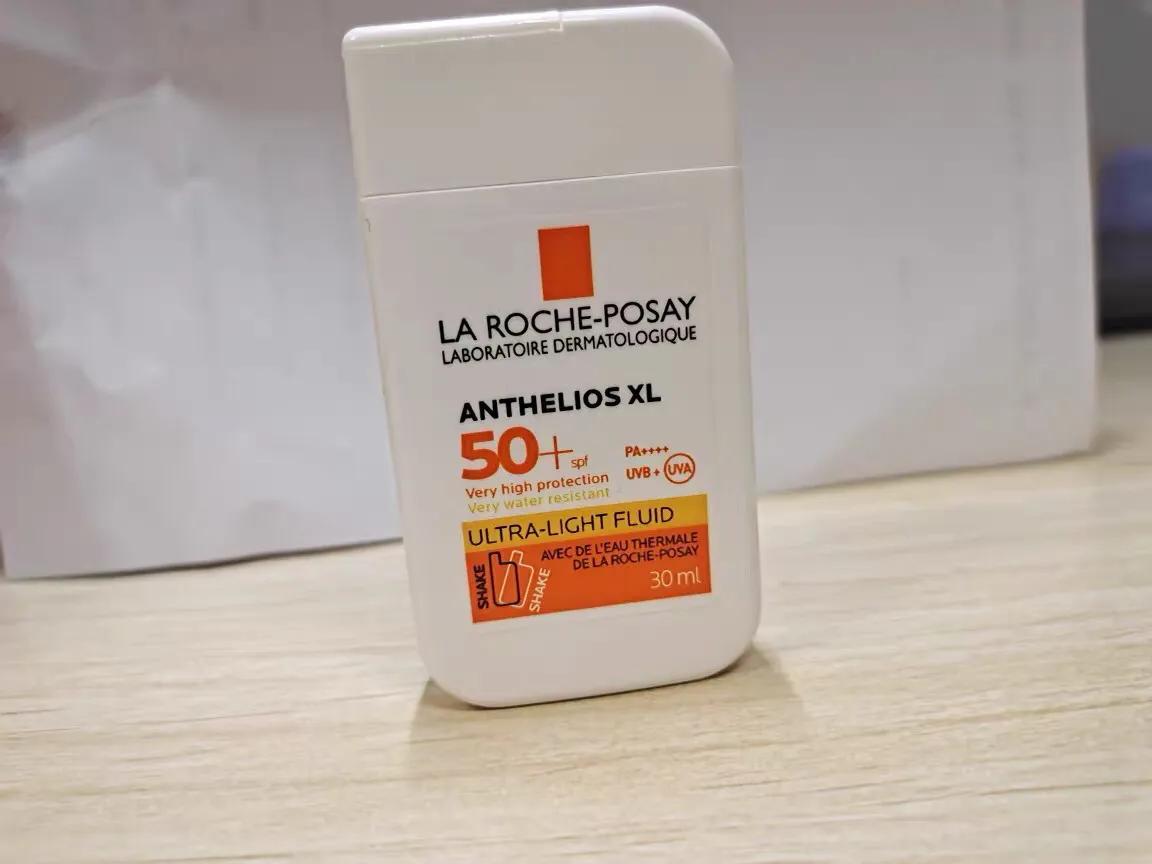 LA ROCHE-POSAY
LABORATOIRE DERMATOLOGIQUE
ANTHELIOS XL
50+ spf
PA++++
UVB + UVA
Very high protection
Very water resistant
ULTRA-LIGHT FLUID
SHAKE
SHAKE
AVEC DE L'EAU THERMALE
DE LA ROCHE-POSAY
30 ml